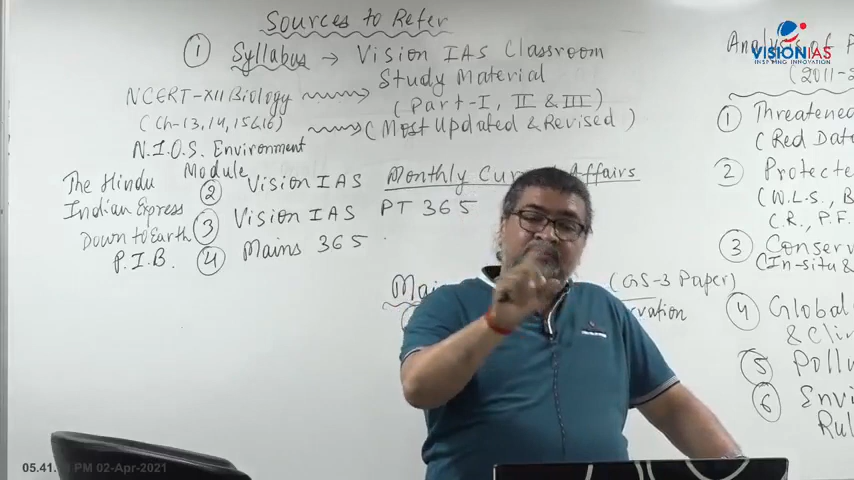 Sources to Refer
① Syllabus → Vision IAS Classroom
Study Material
(Part-I, II & III)
(Most Updated & Revised)
NCERT-XII Biology
(Ch-13, 14, 15 & 16)
N.I.O.S. Environment
Module
② Vision IAS Monthly Current Affairs
③ Vision IAS PT 365
④ Mains 365
The Hindu
Indian Express
Down to Earth
P.I.B.
(GS-3 Paper)
Analysis of
(2011-
① Threatened
(Red Data
② Protecte
(W.L.S., B
C.R., P.F.
③ Conserv
(In-situ &
④ Global
& Cli
⑤ Pollu
⑥ Envi
Rul
VISIONIAS
INSPIRING INNOVATION
PM 02-Apr-2021